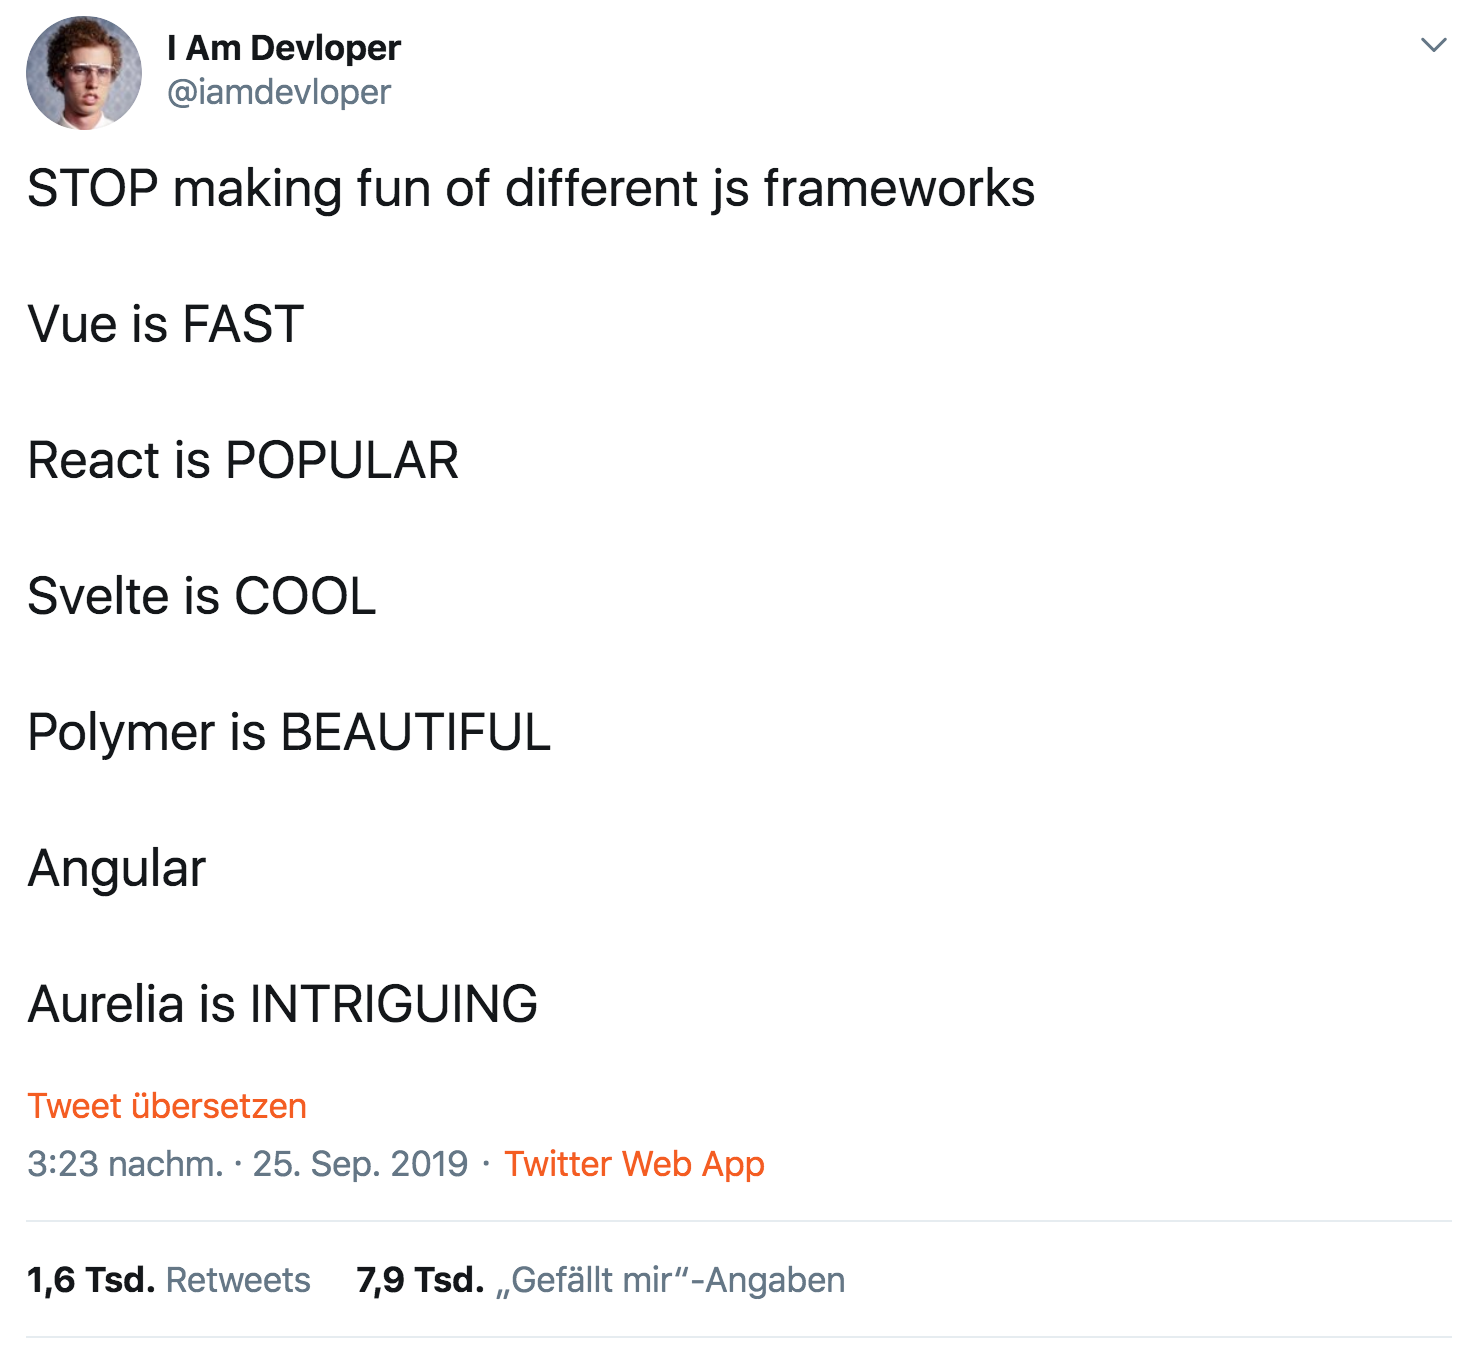 I Am Devloper
@iamdevloper
STOP making fun of different js frameworks
Vue is FAST
React is POPULAR
Svelte is COOL
Polymer is BEAUTIFUL
Angular
Aurelia is INTRIGUING
Tweet übersetzen
3:23 nachm. · 25. Sep. 2019 · Twitter Web App
1,6 Tsd. Retweets 7,9 Tsd. „Gefällt mir“-Angaben